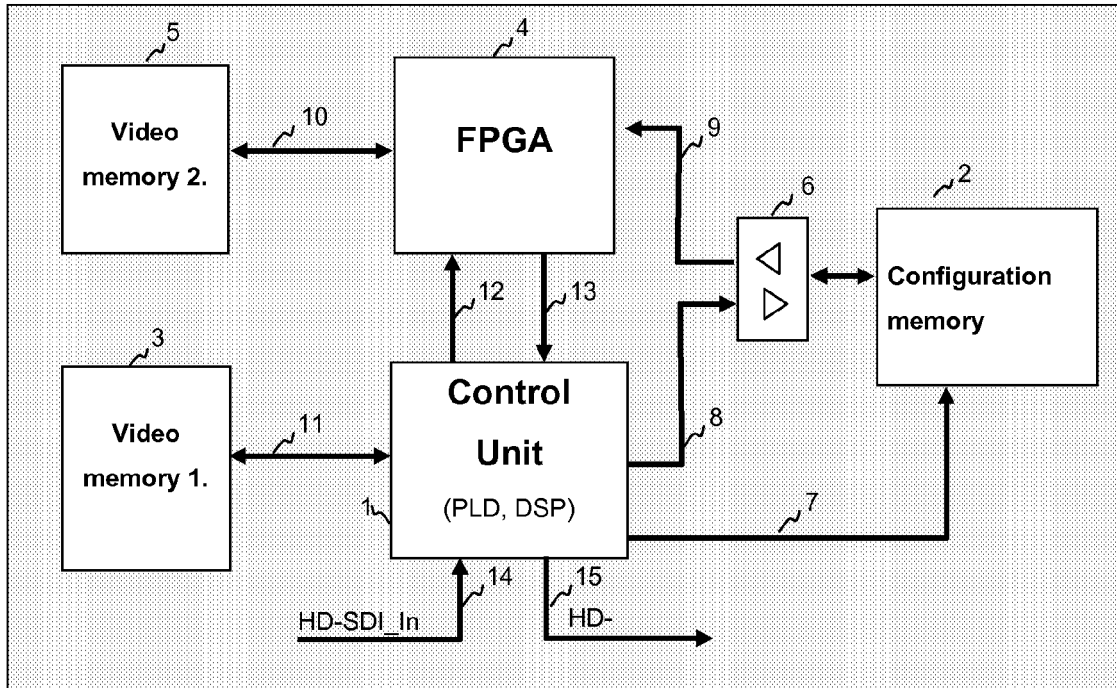 5
4
Video
memory 2.
10
FPGA
9
6
2
Configuration
memory
12
13
3
Video
memory 1.
11
Control
Unit
(PLD, DSP)
1
8
7
14
15
HD-SDI_In
HD-